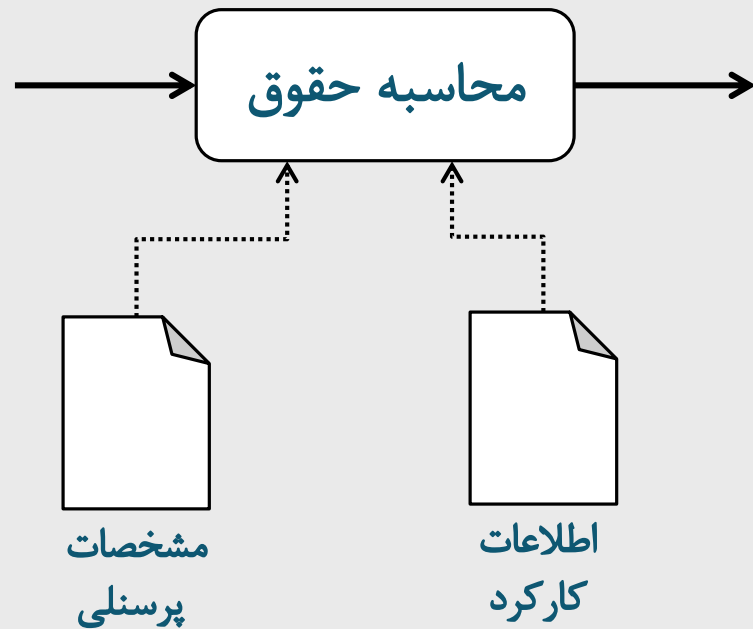 محاسبه حقوق
اطلاعات
کارکرد
مشخصات
پرسنلی